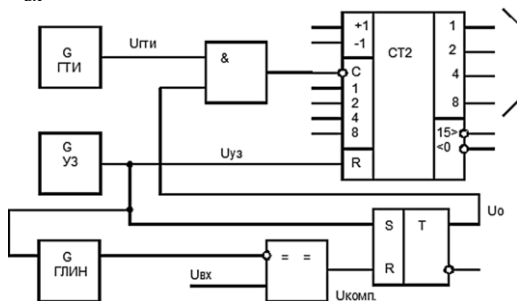 вх
G
ГТИ
Uгти
&
+1
-1
C
1
2
4
8
R
CT2
1
2
4
8
15>
<0
G
УЗ
Uуз
Uо
G
ГЛИН
= =
Uвх
Uкомп.
S
T
R